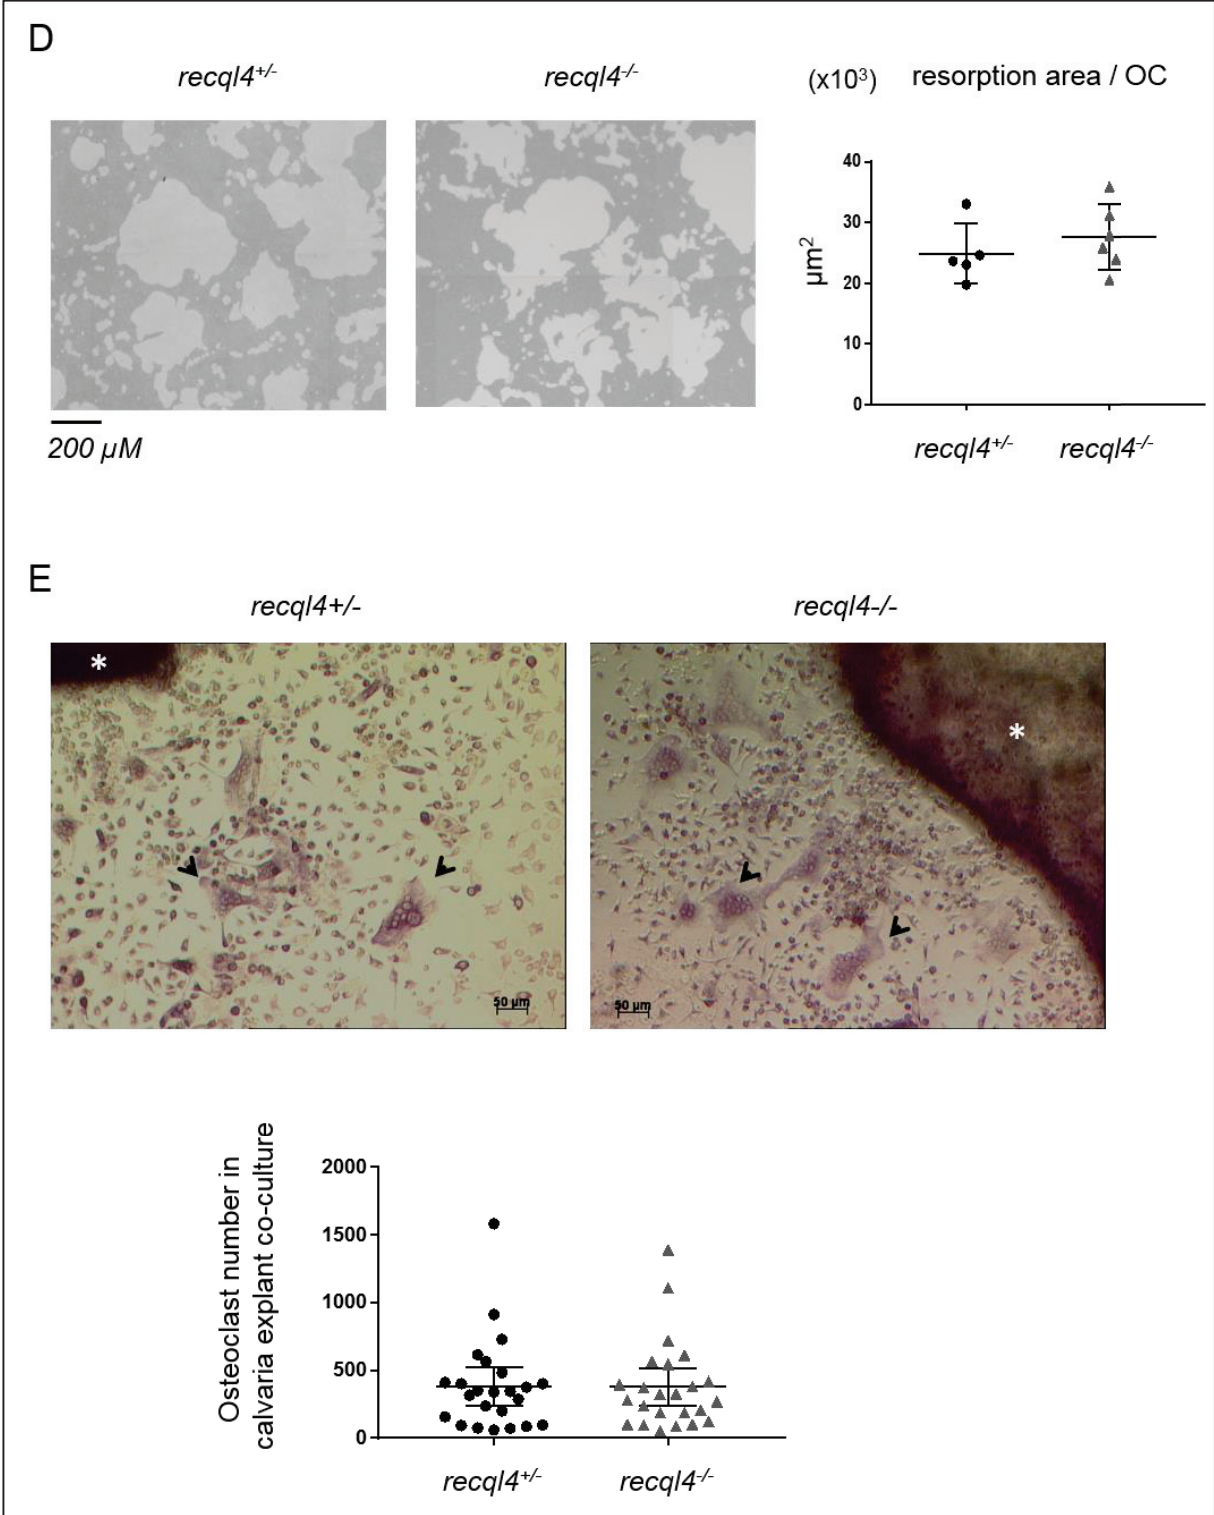 D
recql4+/-
recql4-/-
(x10³) resorption area / OC
40
30
20
10
0
µm²
recql4+/-
recql4-/-
200 µM
E
recql4+/-
recql4-/-
*
*
50 µm
50 µm
Osteoclast number in
calvaria explant co-culture
2000
1500
1000
500
0
recql4+/-
recql4-/-